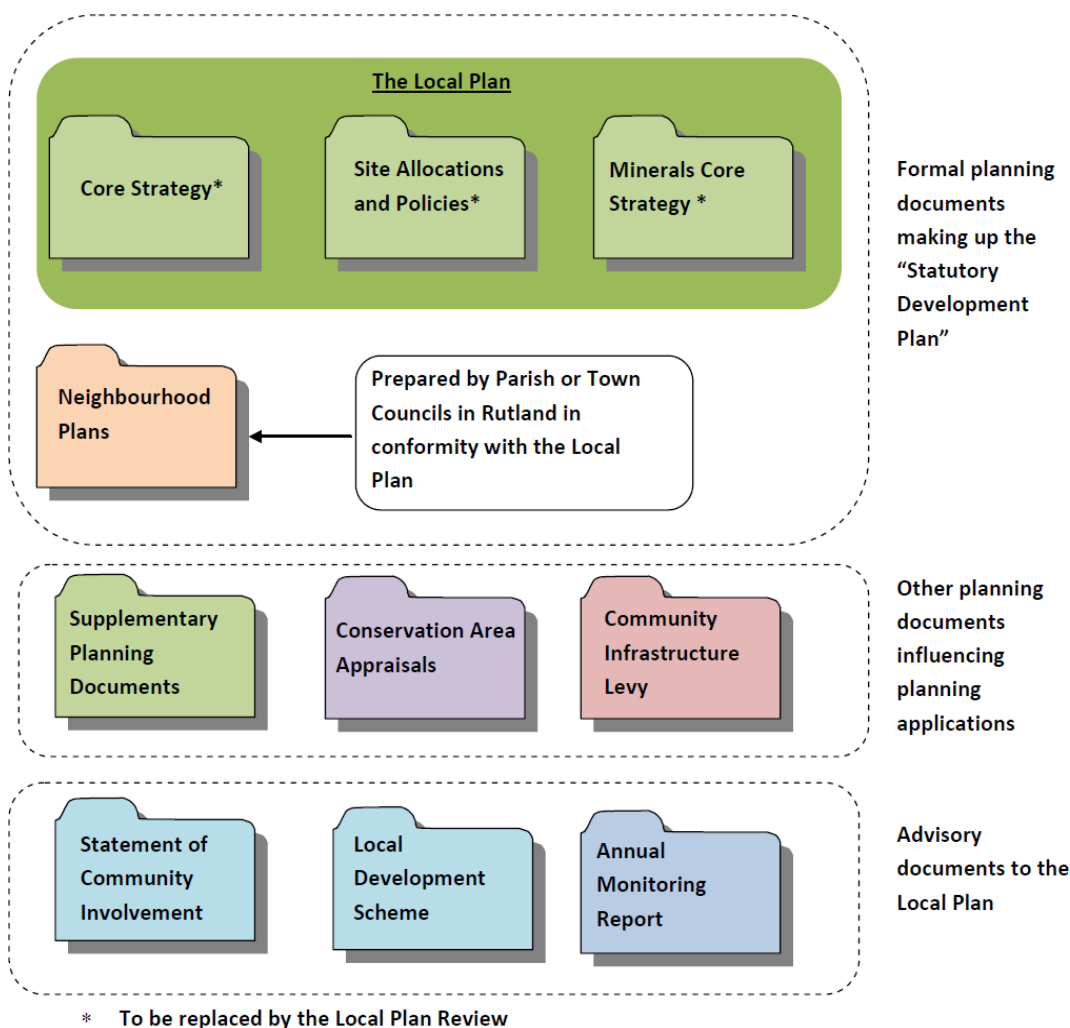 The Local Plan
Core Strategy*
Site Allocations
and Policies*
Minerals Core
Strategy *
Formal planning
documents
making up the
“Statutory
Development
Plan”
Neighbourhood
Plans
Prepared by Parish or Town
Councils in Rutland in
conformity with the Local
Plan
Supplementary
Planning
Documents
Conservation Area
Appraisals
Community
Infrastructure
Levy
Other planning
documents
influencing
planning
applications
Statement of
Community
Involvement
Local
Development
Scheme
Annual
Monitoring
Report
Advisory
documents to the
Local Plan
* To be replaced by the Local Plan Review